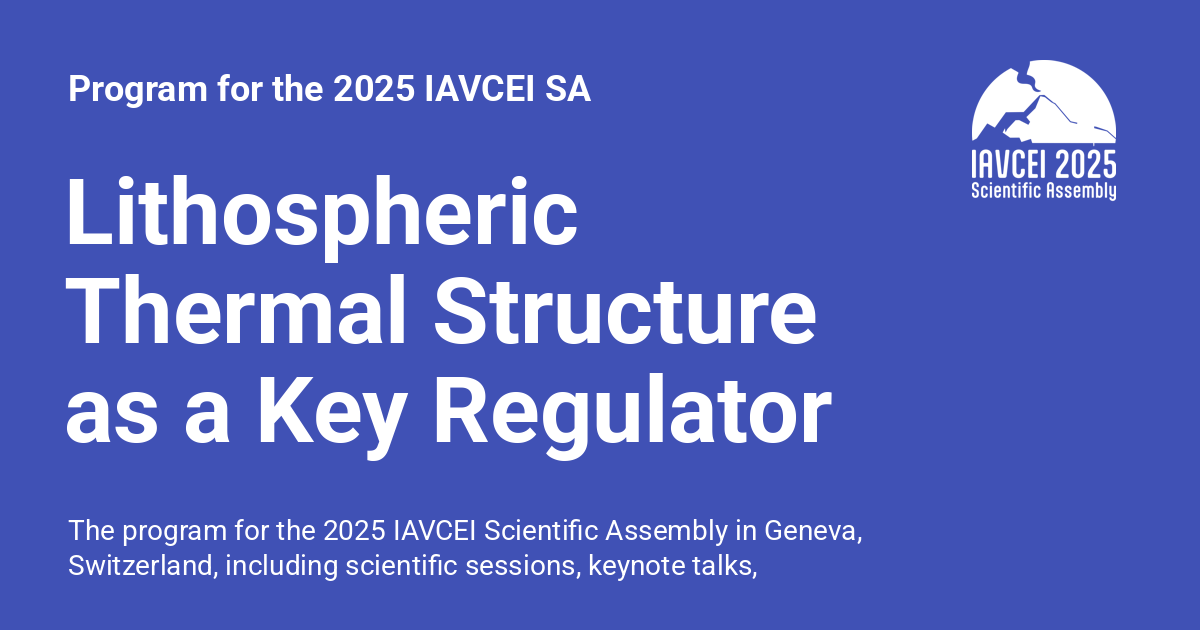 Program for the 2025 IAVCEI SA
IAVCEI 2025
Scientific Assembly
Lithospheric
Thermal Structure
as a Key Regulator
The program for the 2025 IAVCEI Scientific Assembly in Geneva,
Switzerland, including scientific sessions, keynote talks,